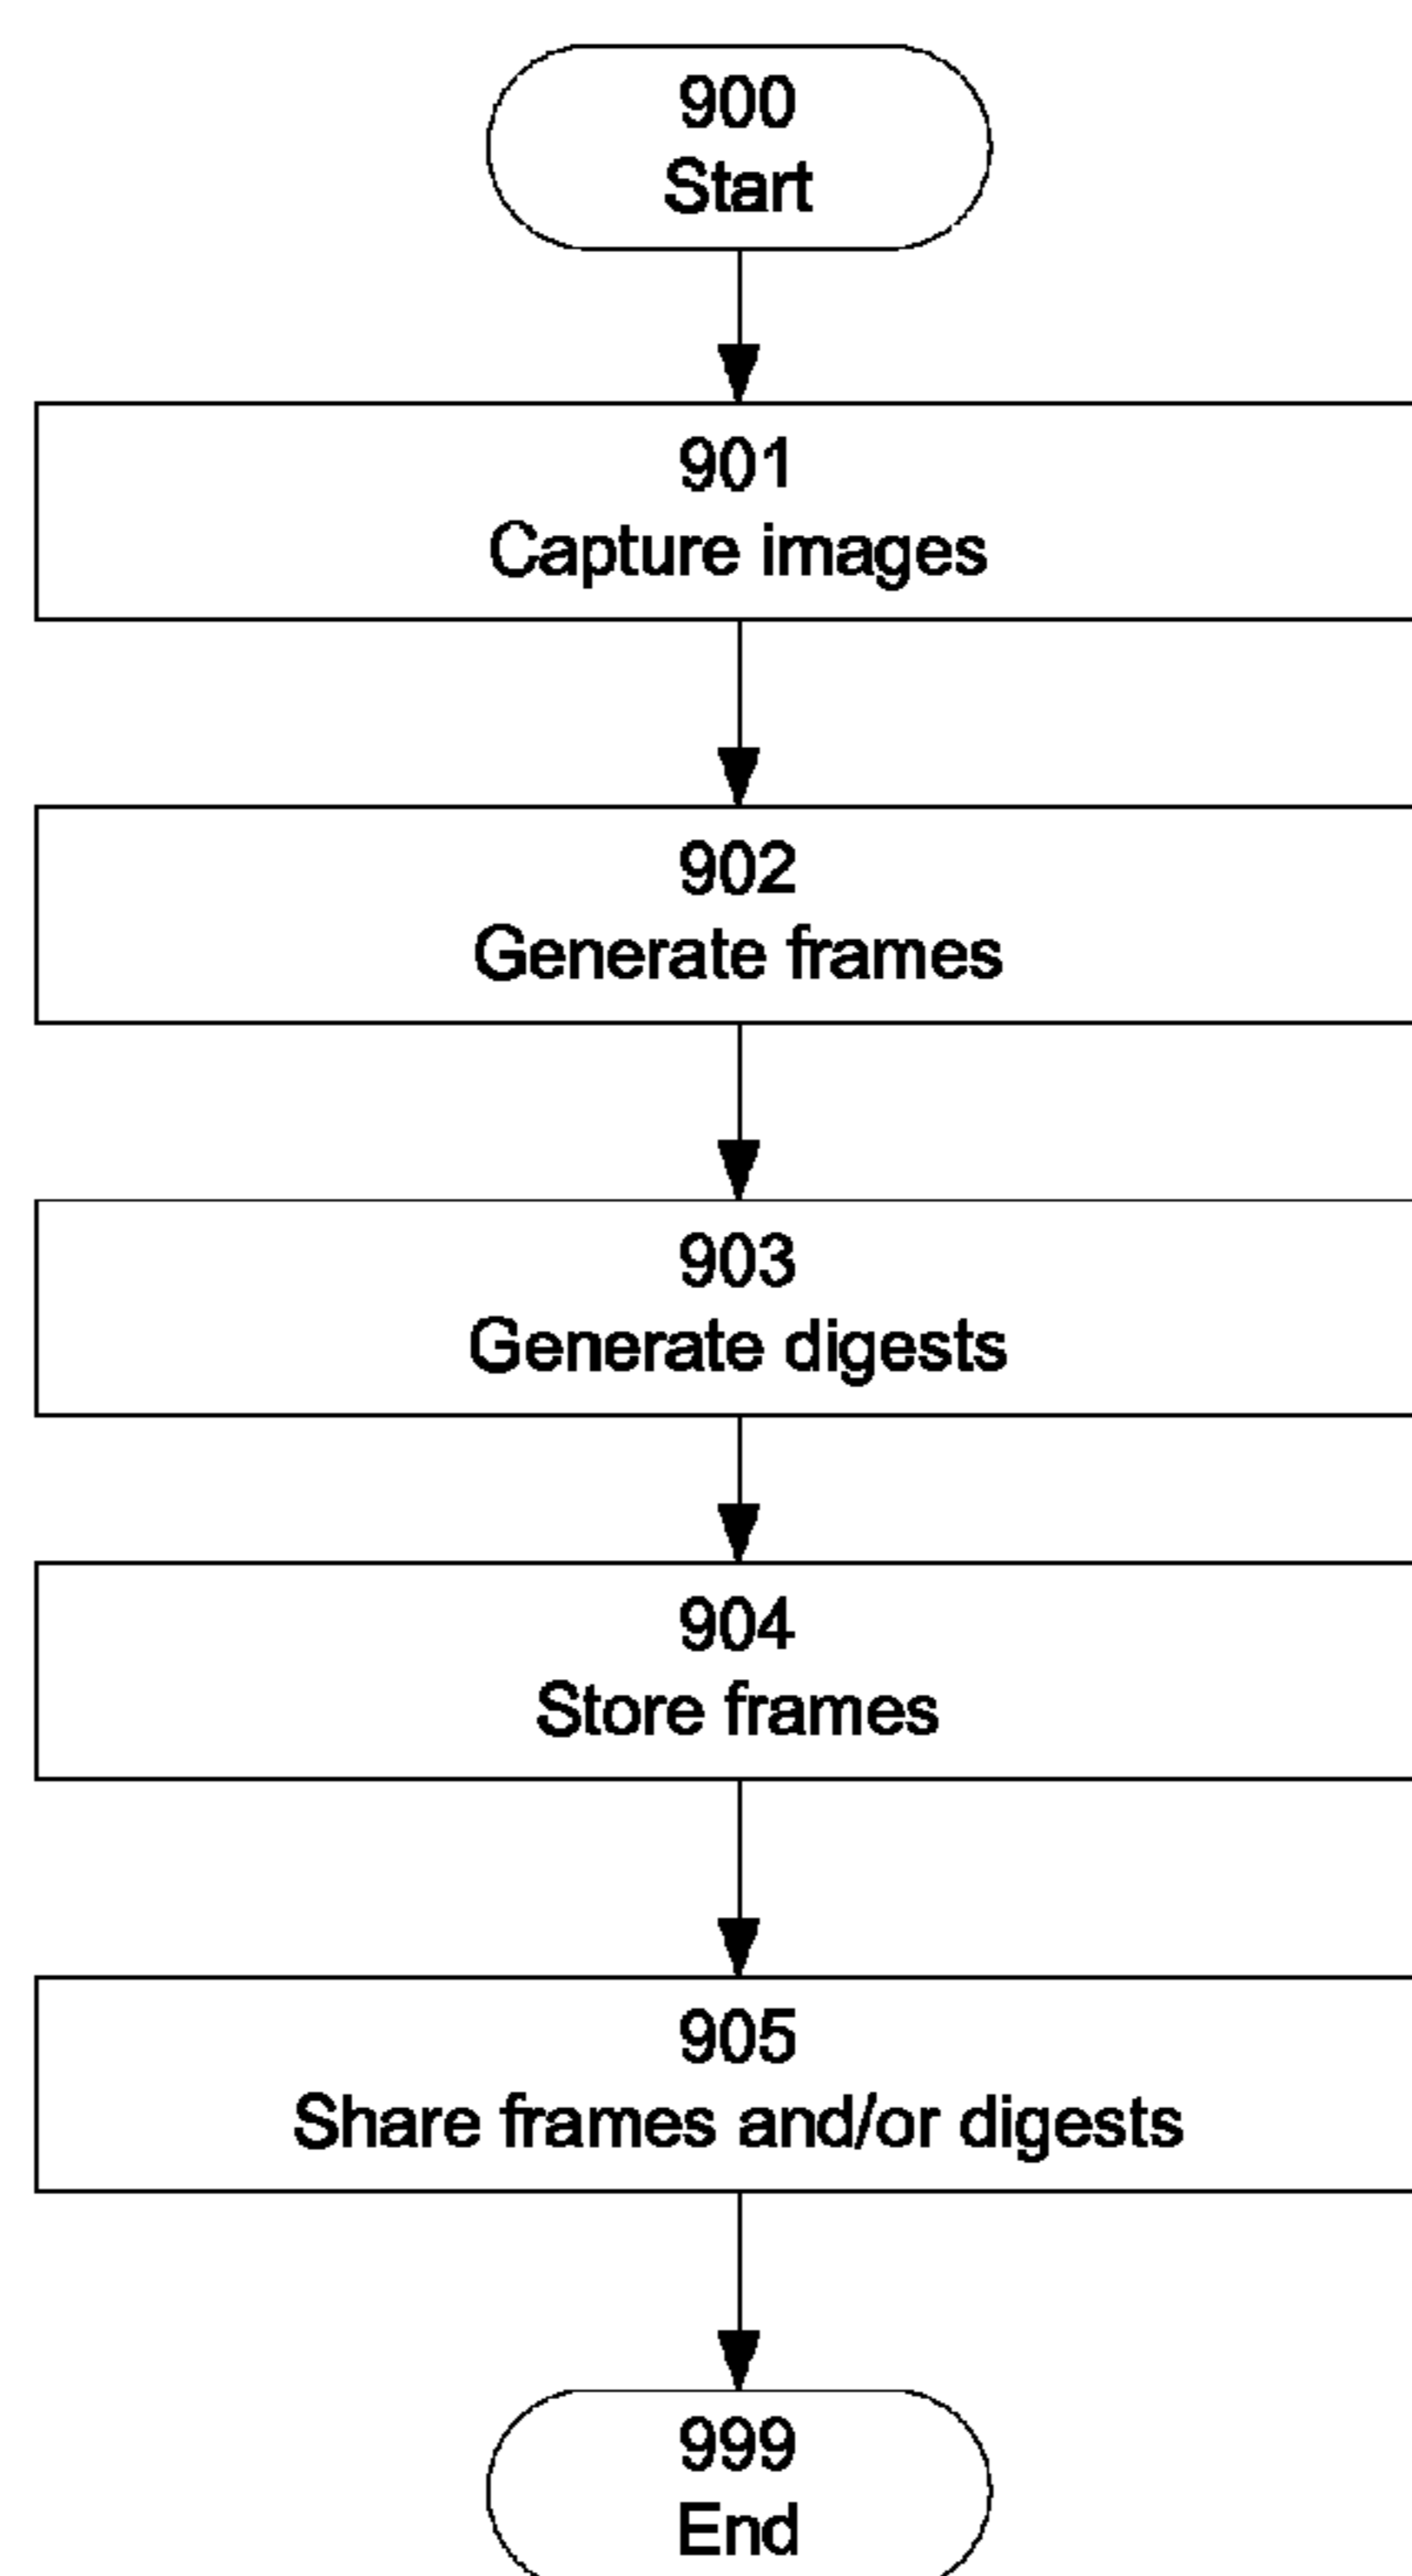 900
Start
901
Capture images
902
Generate frames
903
Generate digests
904
Store frames
905
Share frames and/or digests
999
End